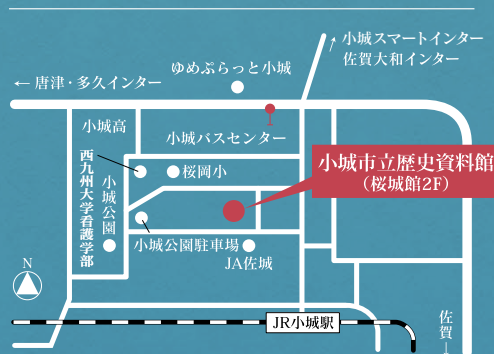 小城スマートインター
佐賀大和インター
ゆめぷらっと小城
← 唐津・多久インター
小城高
小城バスセンター
小城市立歴史資料館
（桜城館2F）
西九州大学看護学部
小城公園
桜岡小
小城公園駐車場
JA佐城
N
JR小城駅
佐賀
↓